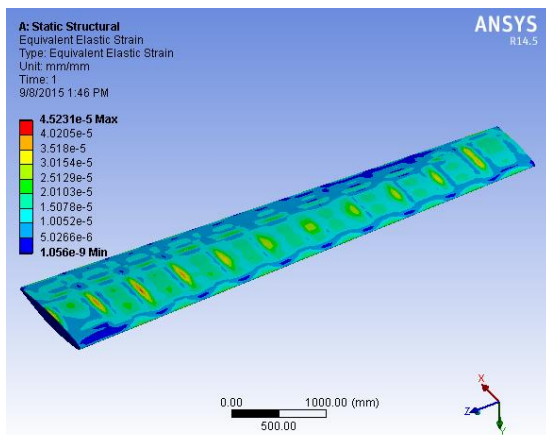 A: Static Structural
Equivalent Elastic Strain
Type: Equivalent Elastic Strain
Unit: mm/mm
Time: 1
9/8/2015 1:46 PM
ANSYS
R14.5
4.5231e-5 Max
4.0205e-5
3.518e-5
3.0154e-5
2.5129e-5
2.0103e-5
1.5078e-5
1.0052e-5
5.0266e-6
1.056e-9 Min
0.00 1000.00 (mm)
500.00
X
Z
Y